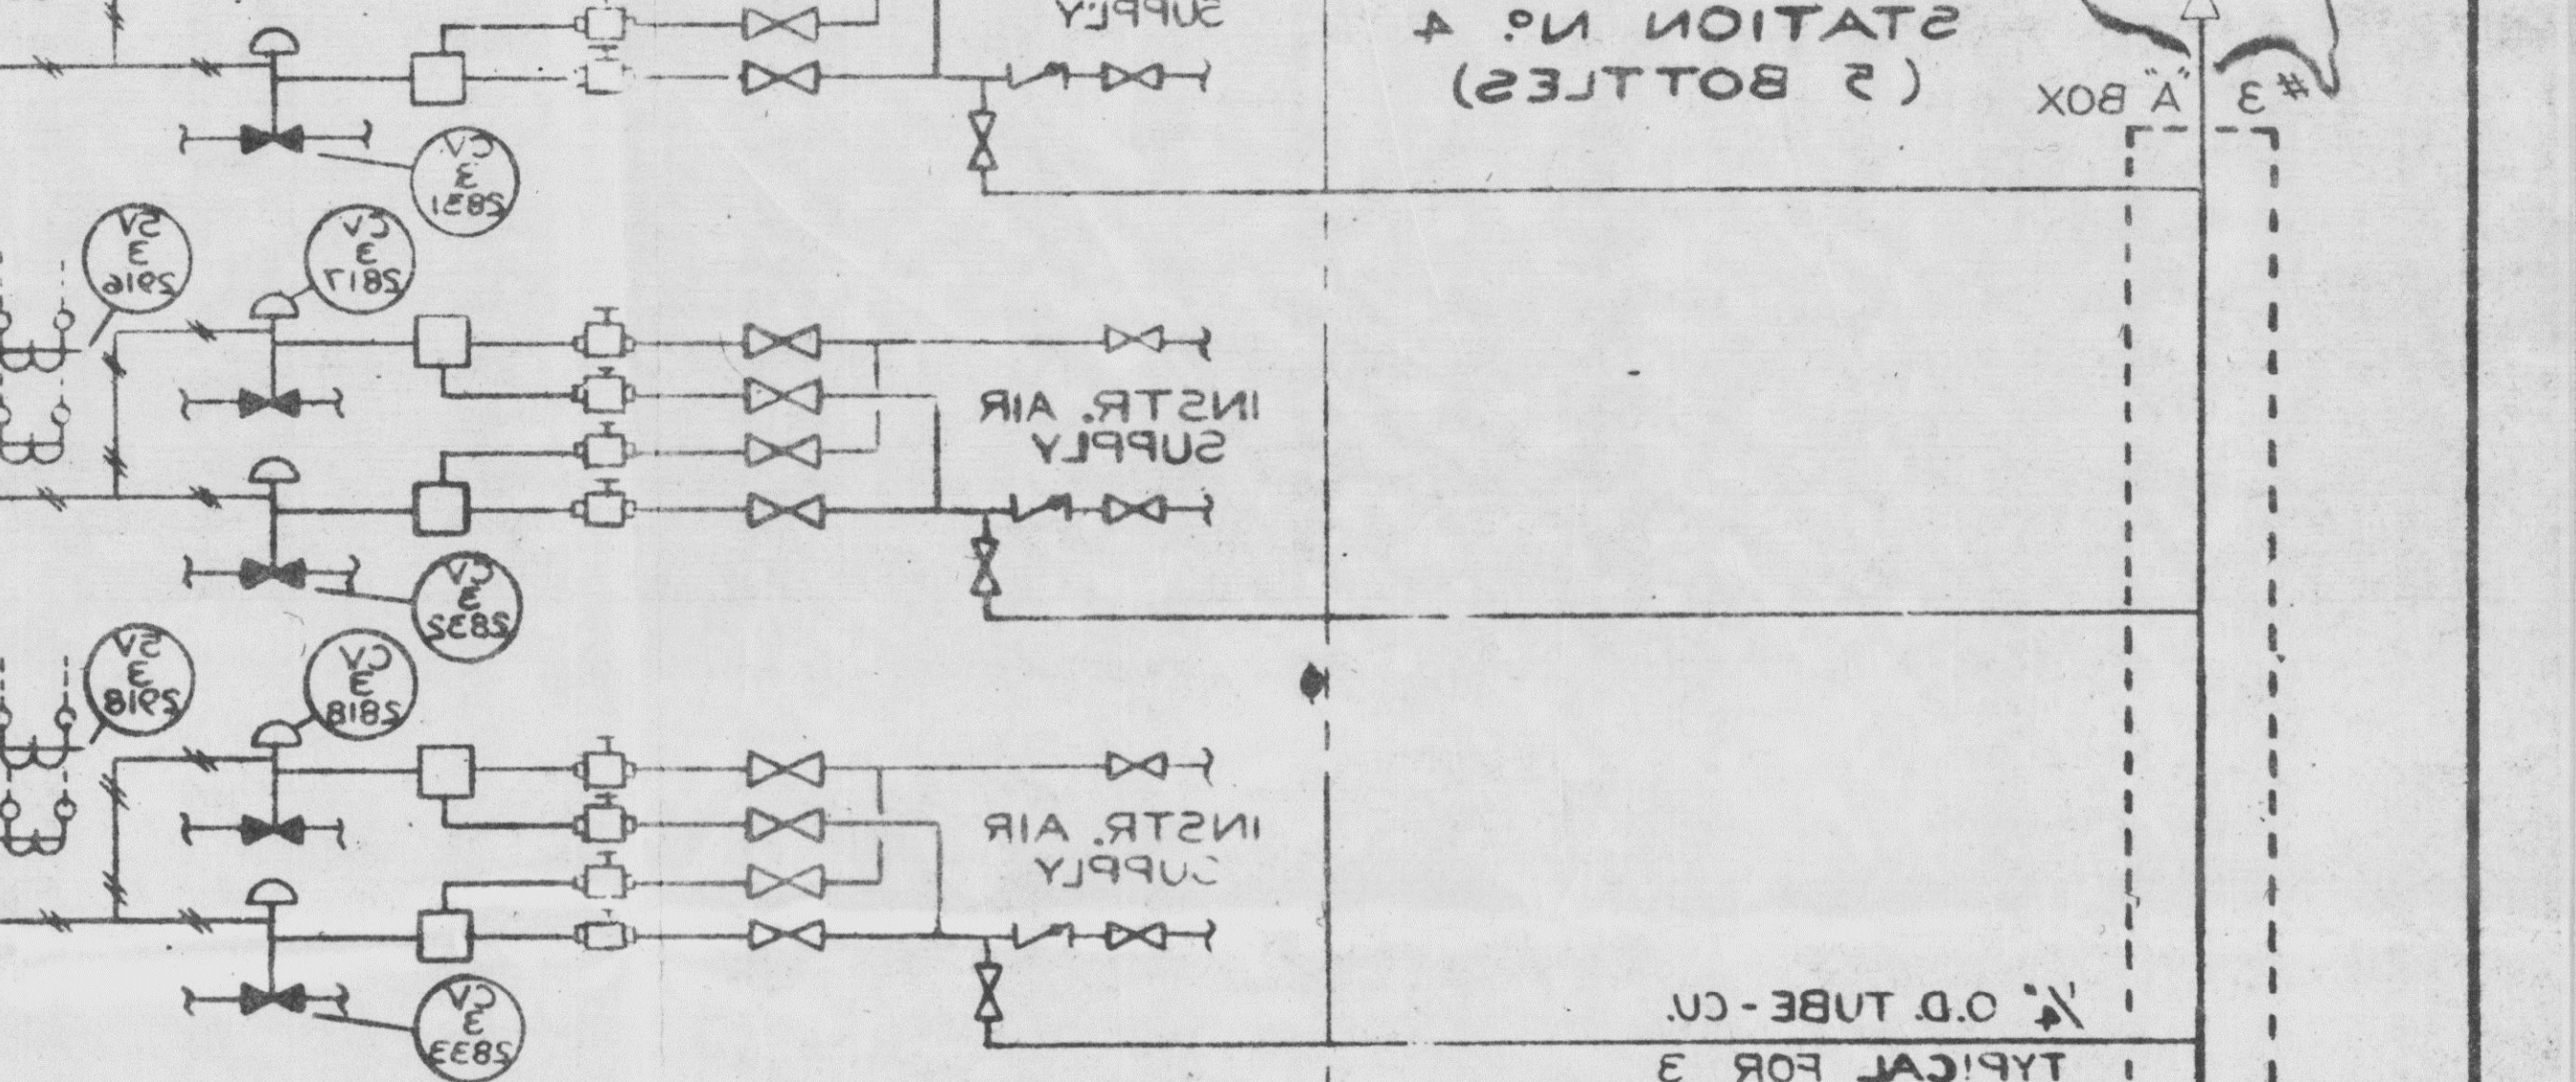 STATION Nº 4
(5 BOTTLES)
SUPPLY
#3 "A" BOX
CV
3
2831
CV
3
2817
SV
3
2916
INSTR. AIR
SUPPLY
CV
3
2832
CV
3
2818
SV
3
2918
INSTR. AIR
SUPPLY
CV
3
2833
1/4" O.D. TUBE - CU.
TYPICAL FOR 3